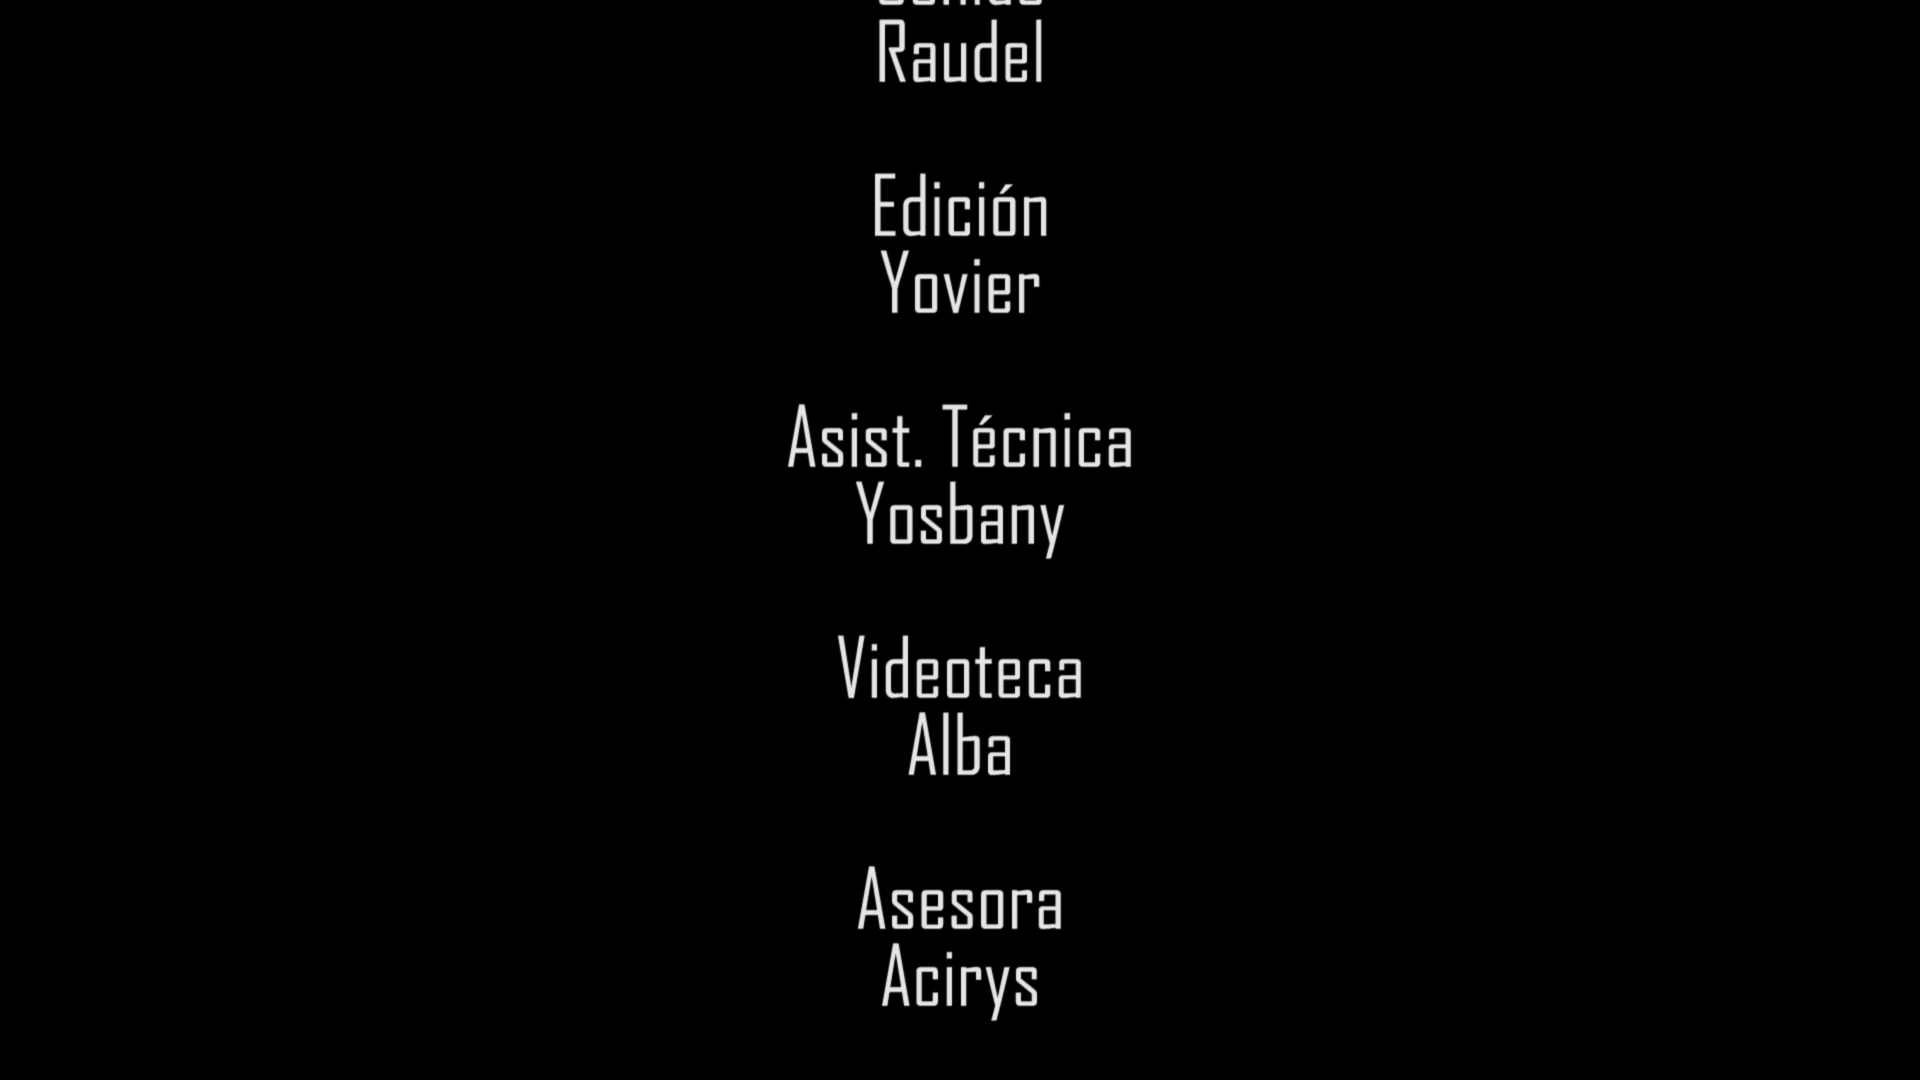 Raudel
Edición
Yovier
Asist. Técnica
Yosbany
Videoteca
Alba
Asesora
Acirys